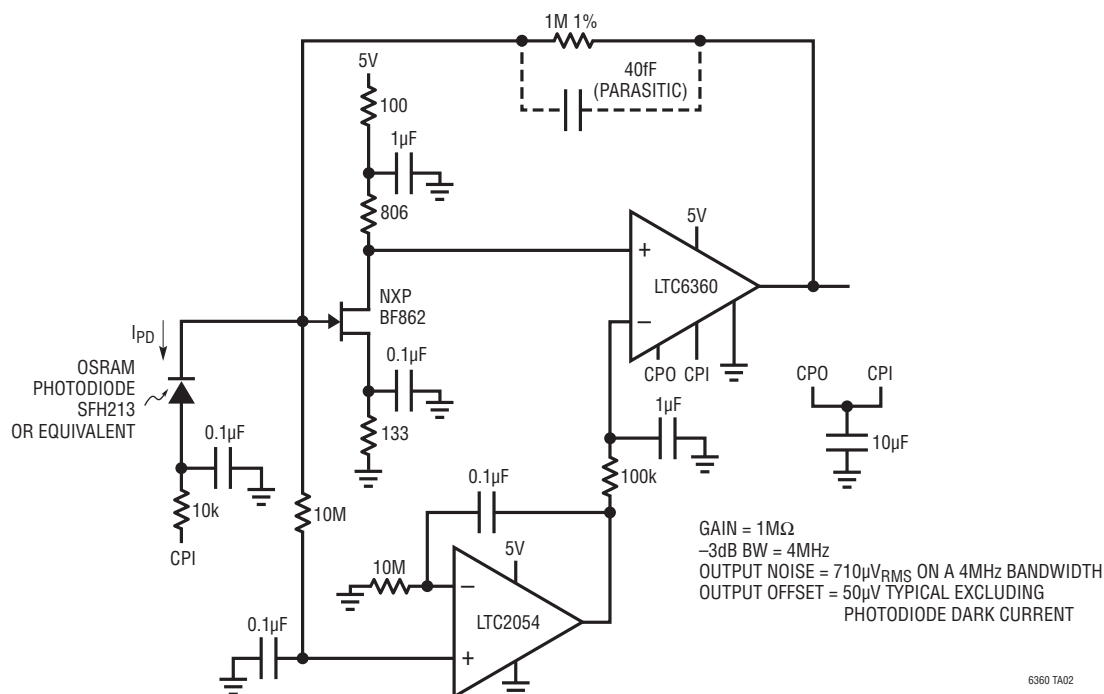 1M 1%
40fF
(PARASITIC)
5V
100
1µF
806
5V
+
LTC6360
–
CPO CPI
NXP
BF862
IPD
OSRAM
PHOTODIODE
SFH213
OR EQUIVALENT
0.1µF
133
0.1µF
10k
CPI
10M
1µF
100k
CPO CPI
10µF
0.1µF
10M
5V
–
LTC2054
+
0.1µF
GAIN = 1MΩ
–3dB BW = 4MHz
OUTPUT NOISE = 710µVRMS ON A 4MHz BANDWIDTH
OUTPUT OFFSET = 50µV TYPICAL EXCLUDING
PHOTODIODE DARK CURRENT
6360 TA02